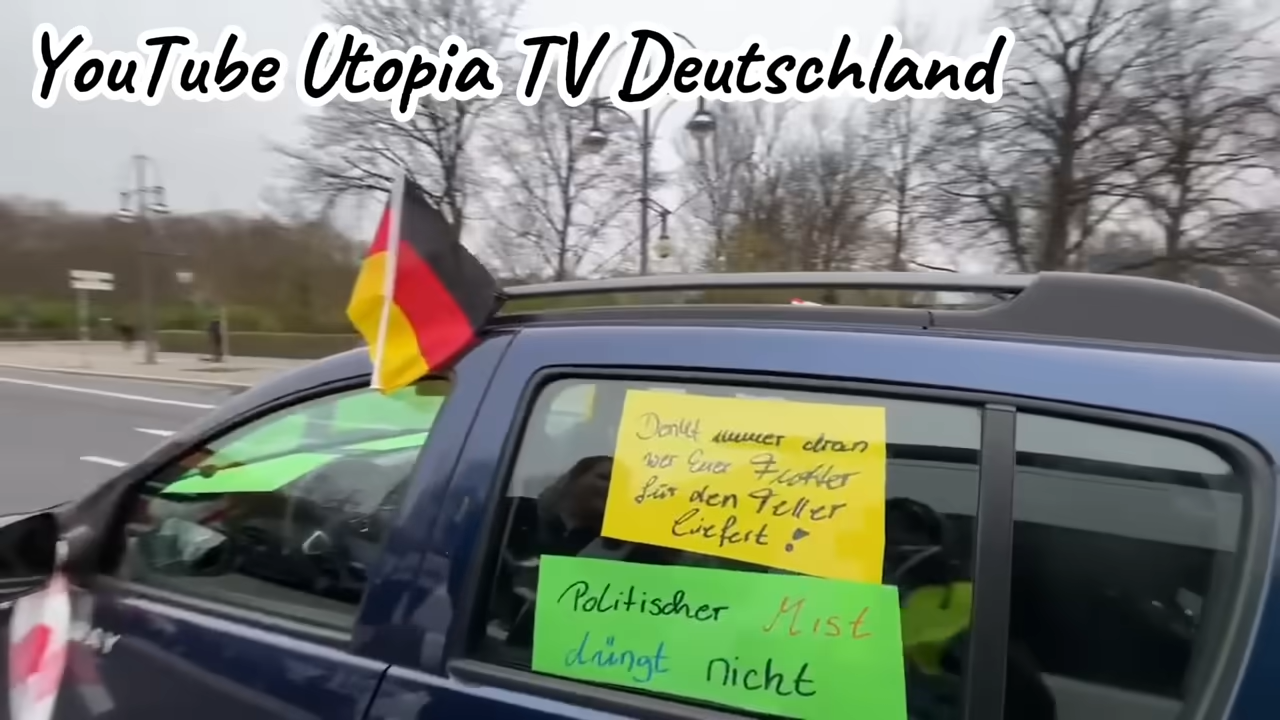 YouTube Utopia TV Deutschland
Denkt immer dran
wer Euer Futter
für den Teller
liefert!
Politischer Mist
düngt nicht